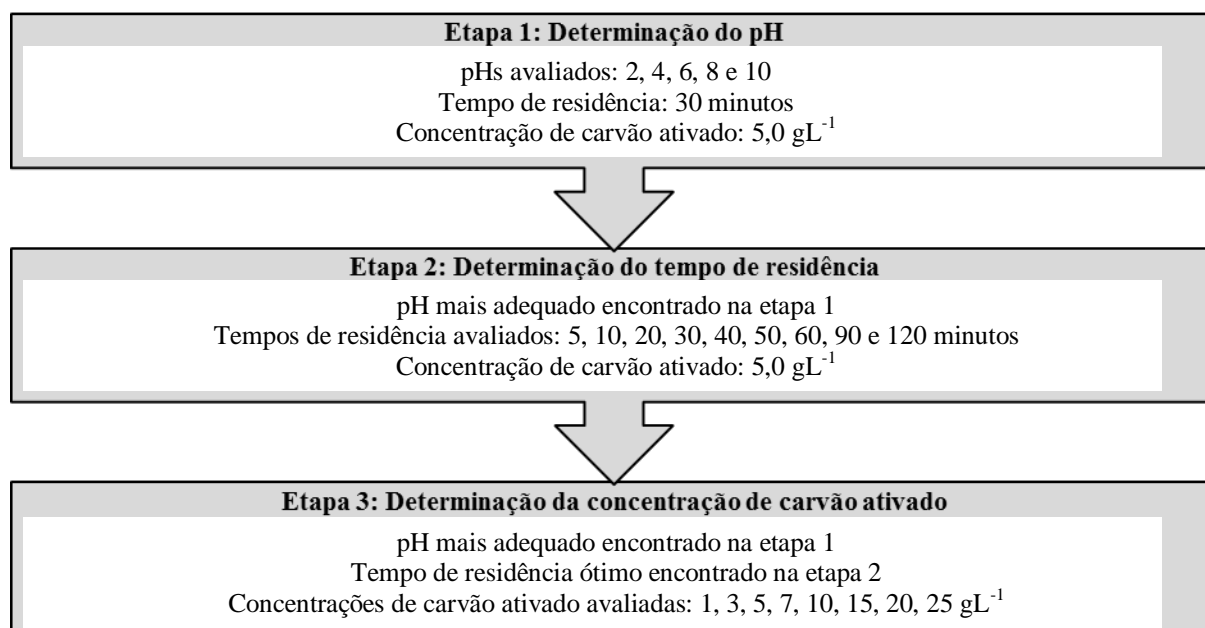 Etapa 1: Determinação do pH
pHs avaliados: 2, 4, 6, 8 e 10
Tempo de residência: 30 minutos
Concentração de carvão ativado: 5,0 gL⁻¹
Etapa 2: Determinação do tempo de residência
pH mais adequado encontrado na etapa 1
Tempos de residência avaliados: 5, 10, 20, 30, 40, 50, 60, 90 e 120 minutos
Concentração de carvão ativado: 5,0 gL⁻¹
Etapa 3: Determinação da concentração de carvão ativado
pH mais adequado encontrado na etapa 1
Tempo de residência ótimo encontrado na etapa 2
Concentrações de carvão ativado avaliadas: 1, 3, 5, 7, 10, 15, 20, 25 gL⁻¹